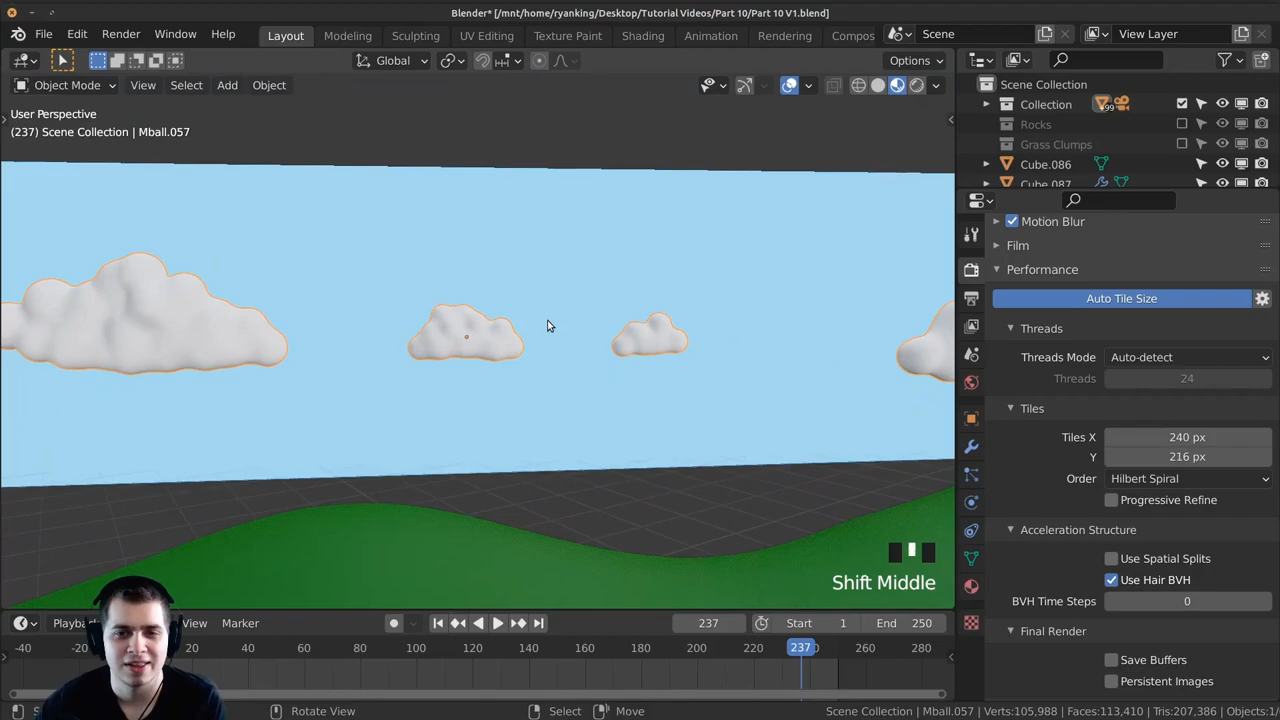 Blender* [/mnt/home/ryanking/Desktop/Tutorial Videos/Part 10/Part 10 V1.blend]
File Edit Render Window Help Layout Modeling Sculpting UV Editing Texture Paint Shading Animation Rendering Compos Scene View Layer
Global Options
Object Mode View Select Add Object
User Perspective
(237) Scene Collection | Mball.057
Scene Collection
Collection 99
Rocks
Grass Clumps
Cube.086
Cube.087
Motion Blur
Film
Performance
Auto Tile Size
Threads
Threads Mode Auto-detect
Threads 24
Tiles
Tiles X 240 px
Y 216 px
Order Hilbert Spiral
Progressive Refine
Acceleration Structure
Use Spatial Splits
Use Hair BVH
BVH Time Steps 0
Final Render
Save Buffers
Persistent Images
Shift Middle
Playba View Marker 237 Start 1 End 250
-40 -20 40 60 80 100 120 140 160 180 200 237 240 260 280
Rotate View Select Move Scene Collection | Mball.057 | Verts:105,988 | Faces:113,410 | Tris:207,386 | Objects:1/